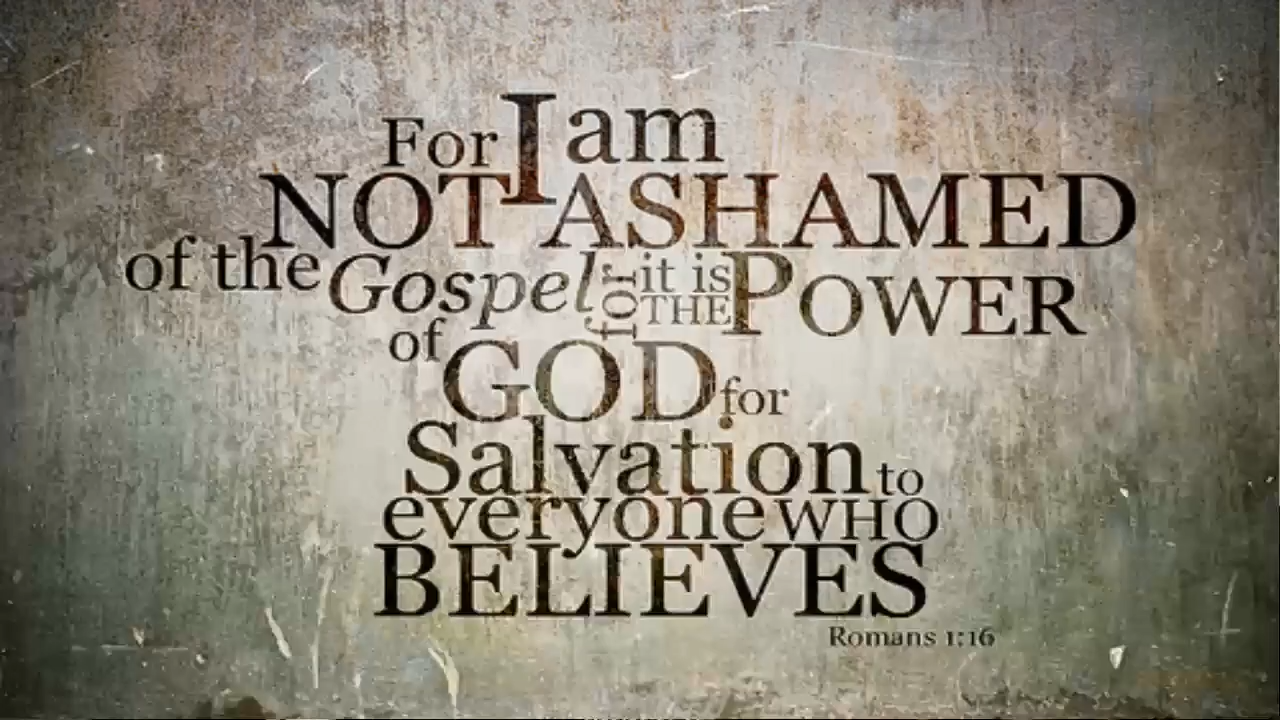 For I am
NOT ASHAMED
of the Gospel for it is THE POWER
of GOD for
Salvation to
everyone WHO
BELIEVES
Romans 1:16